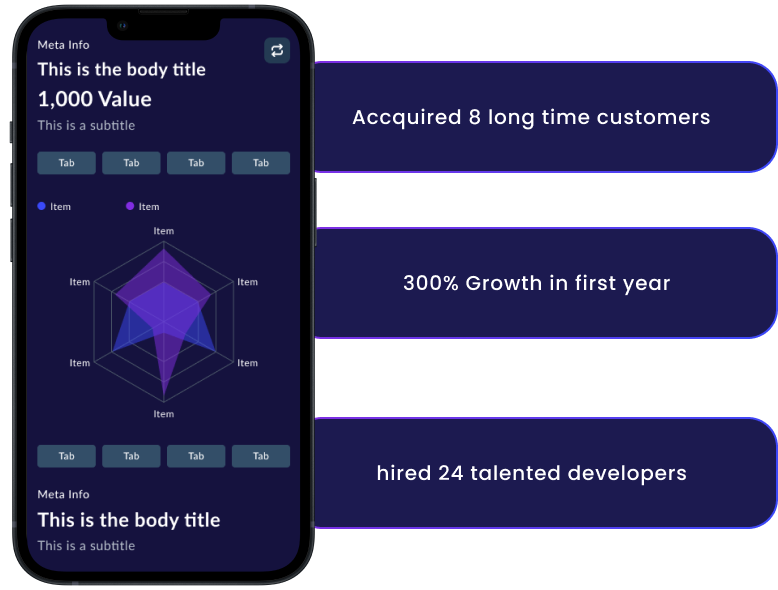 Meta Info
This is the body title
1,000 Value
This is a subtitle
Tab Tab Tab Tab
Item Item
Item
Item Item
Item Item
Item
Tab Tab Tab Tab
Meta Info
This is the body title
This is a subtitle
Accquired 8 long time customers
300% Growth in first year
hired 24 talented developers